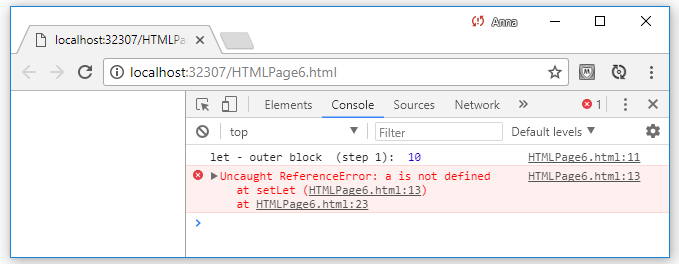 Anna
localhost:32307/HTMLPa
localhost:32307/HTMLPage6.html
Elements Console Sources Network » 1
top Filter Default levels
let - outer block (step 1): 10 HTMLPage6.html:11
Uncaught ReferenceError: a is not defined HTMLPage6.html:13
at setLet (HTMLPage6.html:13)
at HTMLPage6.html:23